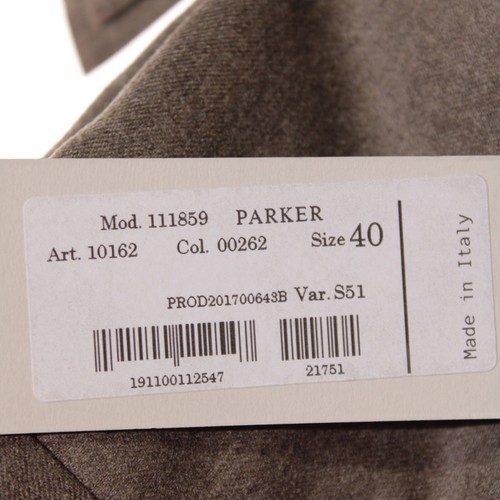 Mod. 111859 PARKER
Art. 10162 Col. 00262 Size 40
PROD201700643B Var. S51
191100112547 21751
Made in Italy